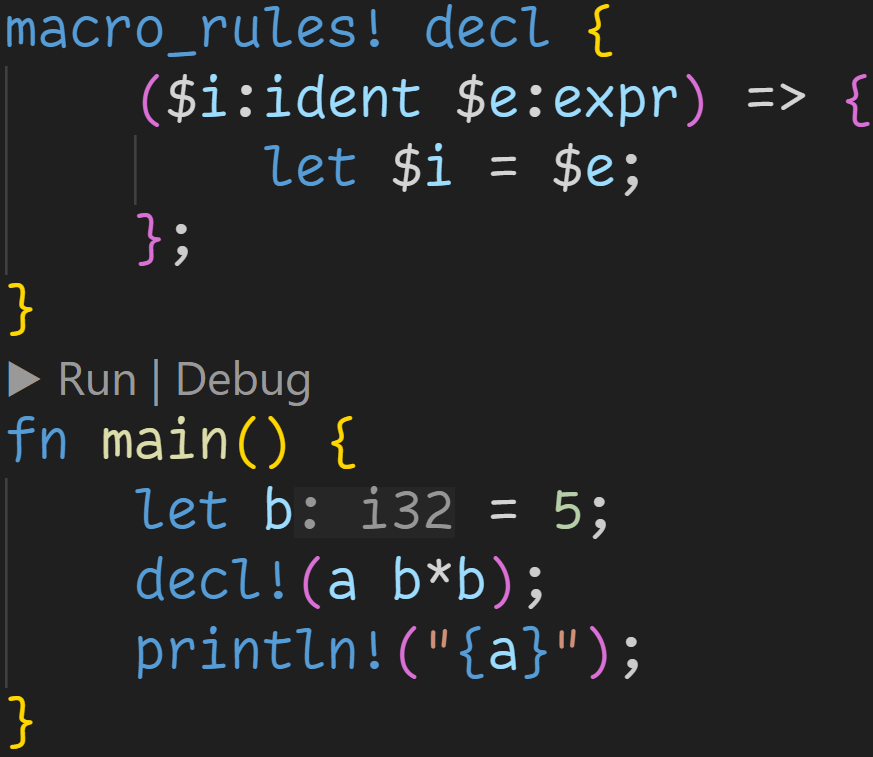 macro_rules! decl {
    ($i:ident $e:expr) => {
        let $i = $e;
    };
}
▶ Run | Debug
fn main() {
    let b: i32 = 5;
    decl!(a b*b);
    println!("{a}");
}